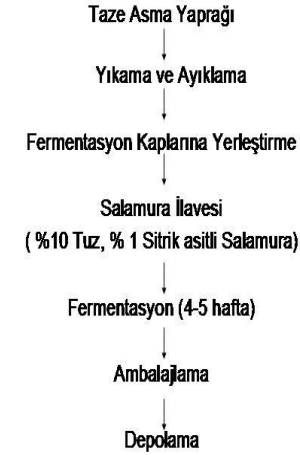 Taze Asma Yaprağı
Yıkama ve Ayıklama
Fermentasyon Kaplarına Yerleştirme
Salamura İlavesi
( %10 Tuz, % 1 Sitrik asitli Salamura)
Fermentasyon (4-5 hafta)
Ambalajlama
Depolama